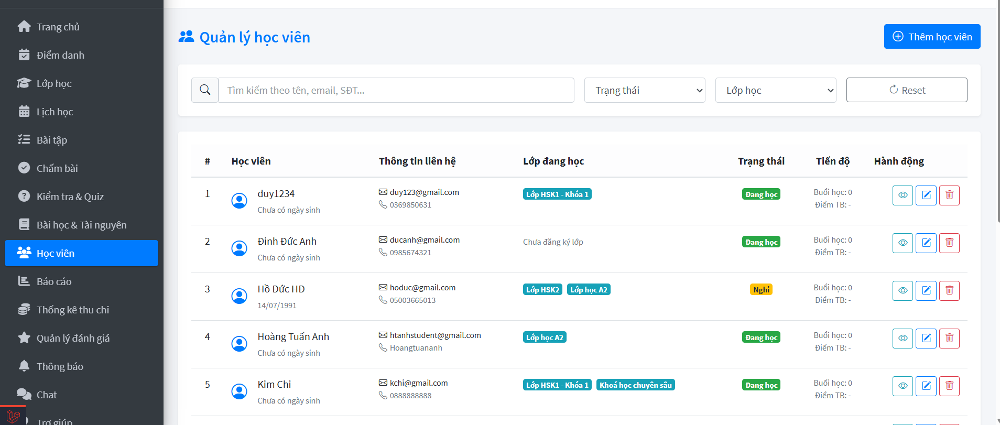 Trang chủ
Điểm danh
Lớp học
Lịch học
Bài tập
Chấm bài
Kiểm tra & Quiz
Bài học & Tài nguyên
Học viên
Báo cáo
Thống kê thu chi
Quản lý đánh giá
Thông báo
Chat
Trợ giúp
Quản lý học viên
Thêm học viên
Tìm kiếm theo tên, email, SĐT...
Trạng thái
Lớp học
Reset
# Học viên Thông tin liên hệ Lớp đang học Trạng thái Tiến độ Hành động
1 duy1234 duy123@gmail.com Lớp HSK1 - Khóa 1 Đang học Buổi học: 0
Chưa có ngày sinh 0369850631 Điểm TB: -
2 Đinh Đức Anh ducanh@gmail.com Chưa đăng ký lớp Đang học Buổi học: 0
Chưa có ngày sinh 0985674321 Điểm TB: -
3 Hồ Đức HĐ hoduc@gmail.com Lớp HSK2 Lớp học A2 Nghỉ Buổi học: 0
14/07/1991 05003665013 Điểm TB: -
4 Hoàng Tuấn Anh htanhstudent@gmail.com Lớp học A2 Đang học Buổi học: 0
Chưa có ngày sinh Hoangtuananh Điểm TB: -
5 Kim Chi kchi@gmail.com Lớp HSK1 - Khóa 1 Khoá học chuyên sâu Đang học Buổi học: 0
Chưa có ngày sinh 0888888888 Điểm TB: -